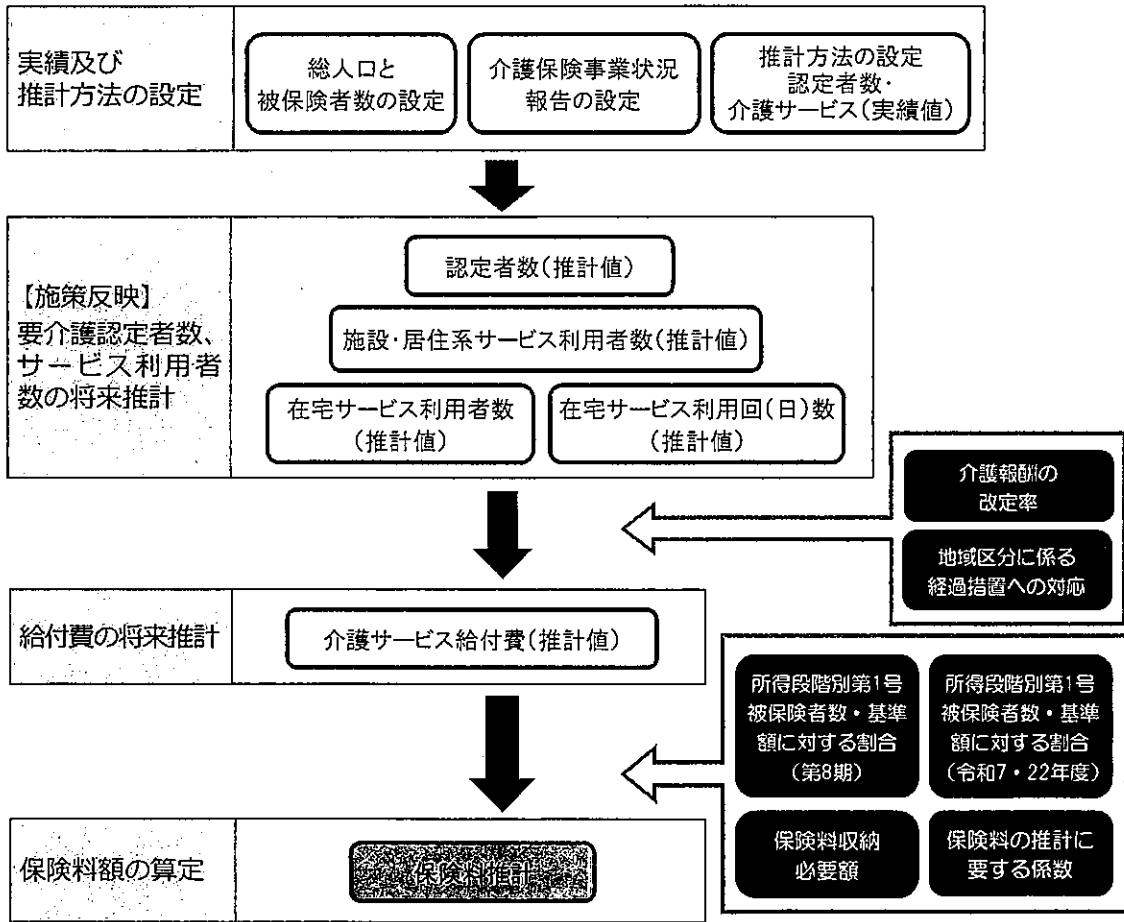 実績及び
推計方法の設定
総人口と
被保険者数の設定
介護保険事業状況
報告の設定
推計方法の設定
認定者数・
介護サービス(実績値)
【施策反映】
要介護認定者数、
サービス利用者
数の将来推計
認定者数(推計値)
施設・居住系サービス利用者数(推計値)
在宅サービス利用者数
(推計値)
在宅サービス利用回(日)数
(推計値)
介護報酬の
改定率
地域区分に係る
経過措置への対応
給付費の将来推計
介護サービス給付費(推計値)
所得段階別第1号
被保険者数・基準
額に対する割合
(第8期)
所得段階別第1号
被保険者数・基準
額に対する割合
(令和7・22年度)
保険料収納
必要額
保険料の推計に
要する係数
保険料額の算定
保険料推計